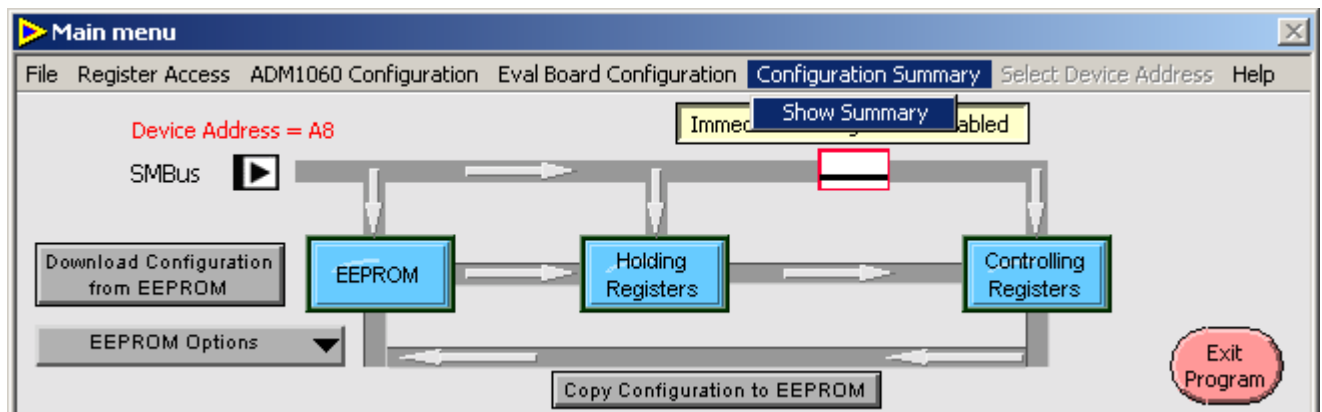 Main menu
File Register Access ADM1060 Configuration Eval Board Configuration Configuration Summary Select Device Address Help
Show Summary
Device Address = A8
SMBus
Download Configuration
from EEPROM
EEPROM
Holding
Registers
Controlling
Registers
EEPROM Options
Copy Configuration to EEPROM
Exit
Program